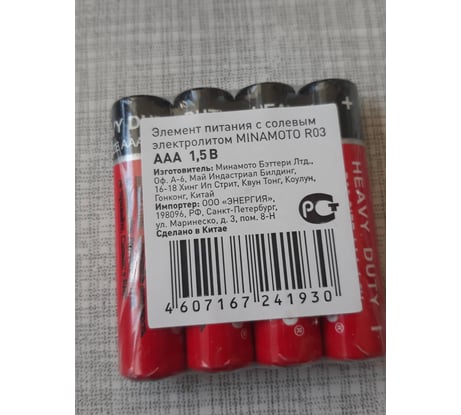 Элемент питания с солевым
электролитом MINAMOTO R03
ААА 1,5 В
Изготовитель: Минамото Бэттери Лтд.,
Оф. А-6, Май Индастриал Билдинг,
16-18 Хинг Ип Стрит, Квун Тонг, Коулун,
Гонконг, Китай
Импортер: ООО «ЭНЕРГИЯ»,
198096, РФ, Санкт-Петербург,
ул. Маринеско, д. 3, пом. 8-Н
Сделано в Китае
РСТ
4 607167 241930
HEAVY DUTY
+